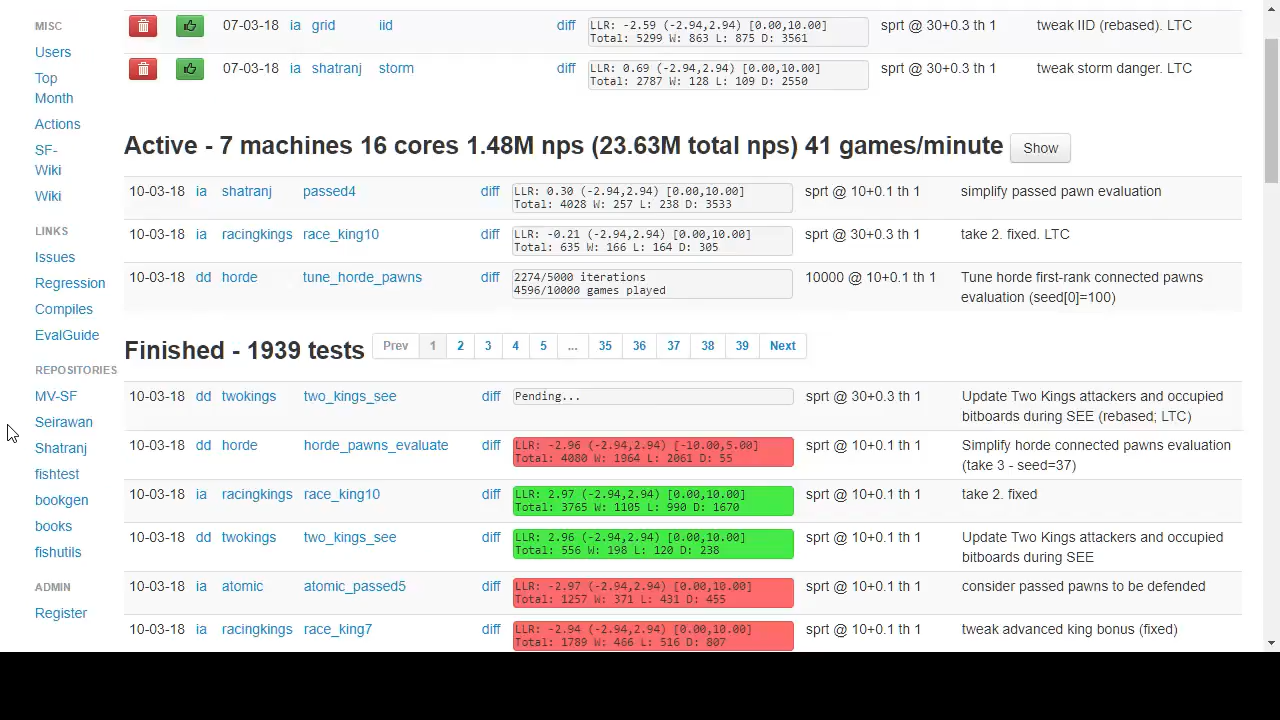 MISC
Users
Top
Month
Actions
SF-
Wiki
Wiki
LINKS
Issues
Regression
Compiles
EvalGuide
REPOSITORIES
MV-SF
Seirawan
Shatranj
fishtest
bookgen
books
fishutils
ADMIN
Register
07-03-18 ia grid iid diff LLR: -2.59 (-2.94,2.94) [0.00,10.00] sprt @ 30+0.3 th 1 tweak IID (rebased). LTC
Total: 5299 W: 863 L: 875 D: 3561
07-03-18 ia shatranj storm diff LLR: 0.69 (-2.94,2.94) [0.00,10.00] sprt @ 30+0.3 th 1 tweak storm danger. LTC
Total: 2787 W: 128 L: 109 D: 2550
Active - 7 machines 16 cores 1.48M nps (23.63M total nps) 41 games/minute Show
10-03-18 ia shatranj passed4 diff LLR: 0.30 (-2.94,2.94) [0.00,10.00] sprt @ 10+0.1 th 1 simplify passed pawn evaluation
Total: 4028 W: 257 L: 238 D: 3533
10-03-18 ia racingkings race_king10 diff LLR: -0.21 (-2.94,2.94) [0.00,10.00] sprt @ 30+0.3 th 1 take 2. fixed. LTC
Total: 635 W: 166 L: 164 D: 305
10-03-18 dd horde tune_horde_pawns diff 2274/5000 iterations 10000 @ 10+0.1 th 1 Tune horde first-rank connected pawns
4596/10000 games played evaluation (seed[0]=100)
Finished - 1939 tests Prev 1 2 3 4 5 ... 35 36 37 38 39 Next
10-03-18 dd twokings two_kings_see diff Pending... sprt @ 30+0.3 th 1 Update Two Kings attackers and occupied
bitboards during SEE (rebased; LTC)
10-03-18 dd horde horde_pawns_evaluate diff LLR: -2.96 (-2.94,2.94) [-10.00,5.00] sprt @ 10+0.1 th 1 Simplify horde connected pawns evaluation
Total: 4080 W: 1964 L: 2061 D: 55 (take 3 - seed=37)
10-03-18 ia racingkings race_king10 diff LLR: 2.97 (-2.94,2.94) [0.00,10.00] sprt @ 10+0.1 th 1 take 2. fixed
Total: 3765 W: 1105 L: 990 D: 1670
10-03-18 dd twokings two_kings_see diff LLR: 2.96 (-2.94,2.94) [0.00,10.00] sprt @ 10+0.1 th 1 Update Two Kings attackers and occupied
Total: 556 W: 198 L: 120 D: 238 bitboards during SEE
10-03-18 ia atomic atomic_passed5 diff LLR: -2.97 (-2.94,2.94) [0.00,10.00] sprt @ 10+0.1 th 1 consider passed pawns to be defended
Total: 1257 W: 371 L: 431 D: 455
10-03-18 ia racingkings race_king7 diff LLR: -2.94 (-2.94,2.94) [0.00,10.00] sprt @ 10+0.1 th 1 tweak advanced king bonus (fixed)
Total: 1789 W: 466 L: 516 D: 807